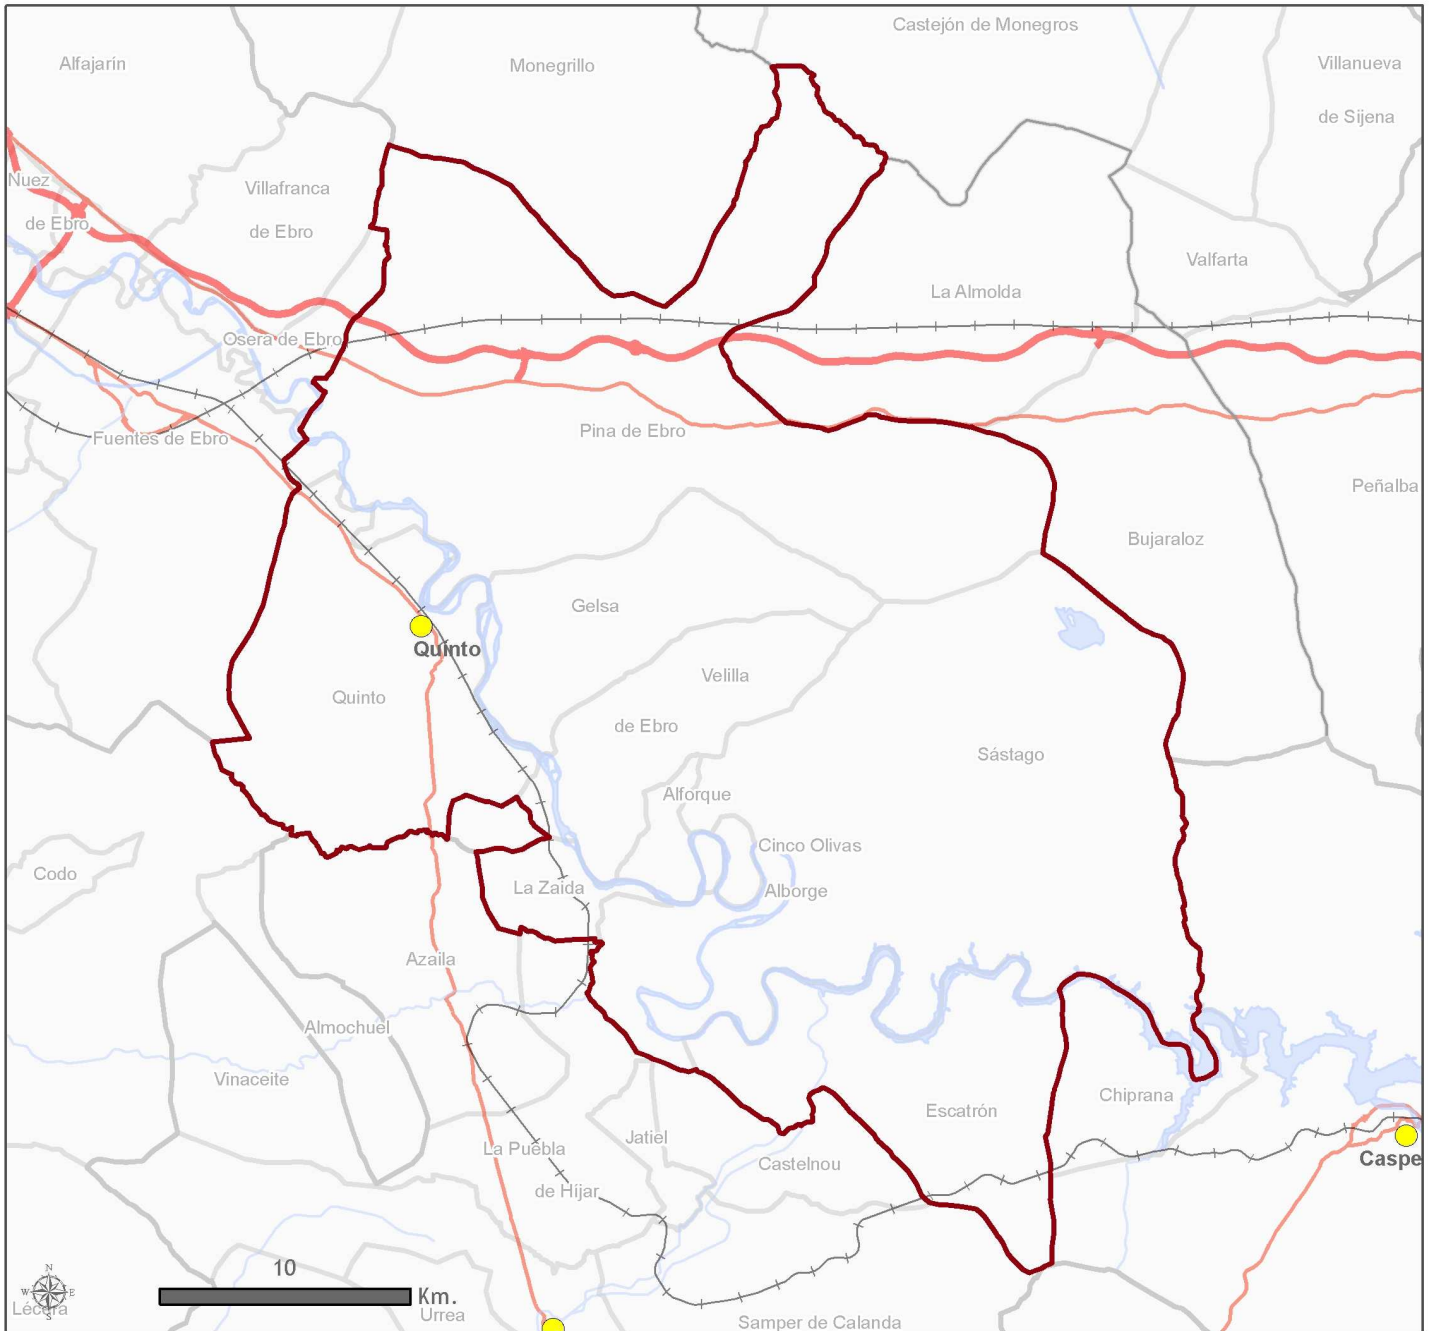 Castejón de Monegros
Alfajarín
Monegrillo
Villanueva
de Sijena
Nuez
de Ebro
Villafranca
de Ebro
Valfarta
La Almolda
Osera de Ebro
Fuentes de Ebro
Pina de Ebro
Peñalba
Bujaraloz
Gelsa
Quinto
Velilla
de Ebro
Quinto
Sástago
Alforque
Cinco Olivas
Codo
La Zaida
Alborge
Azaila
Almochuel
Vinaceite
Chiprana
Escatrón
Jatiel
La Puebla
de Híjar
Castelnou
Caspe
N
W E
S
10
Km.
Lécera
Urrea
Samper de Calanda